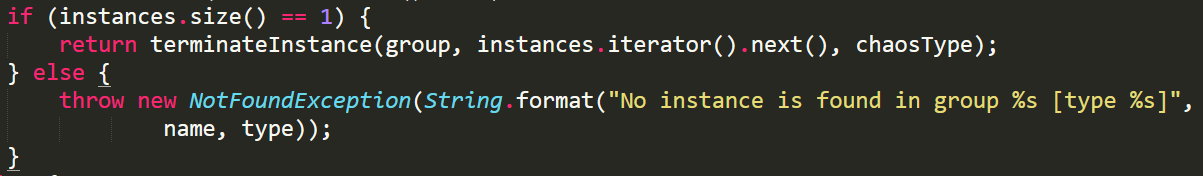 if (instances.size() == 1) {
    return terminateInstance(group, instances.iterator().next(), chaosType);
} else {
    throw new NotFoundException(String.format("No instance is found in group %s [type %s]",
            name, type));
}